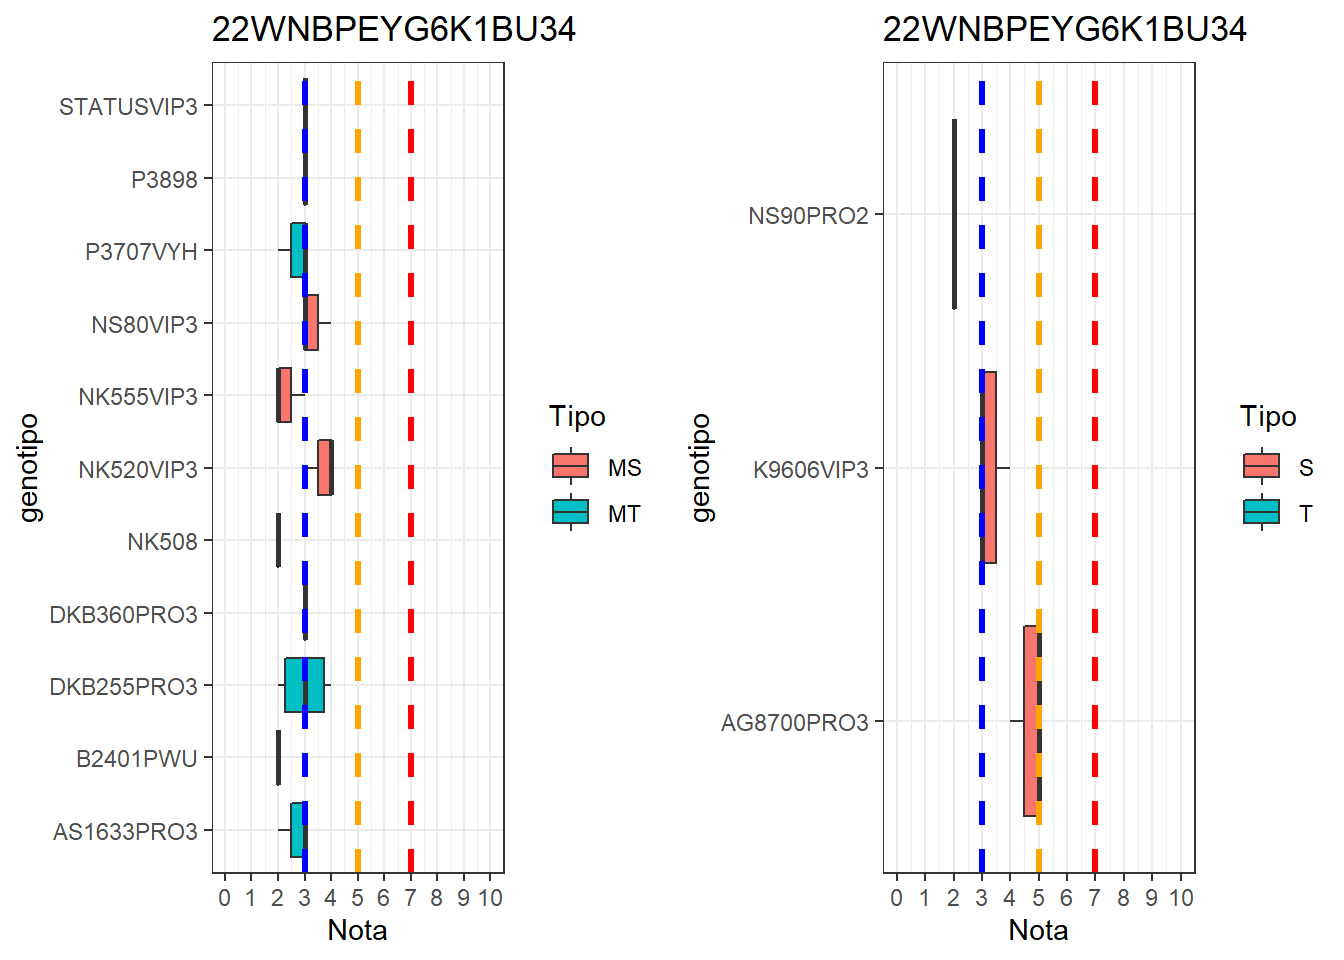 22WNBPEYG6K1BU34
genotipo
STATUSVIP3
P3898
P3707VYH
NS80VIP3
NK555VIP3
NK520VIP3
NK508
DKB360PRO3
DKB255PRO3
B2401PWU
AS1633PRO3
0 1 2 3 4 5 6 7 8 9 10
Nota
Tipo
MS
MT
22WNBPEYG6K1BU34
genotipo
NS90PRO2
K9606VIP3
AG8700PRO3
0 1 2 3 4 5 6 7 8 9 10
Nota
Tipo
S
T